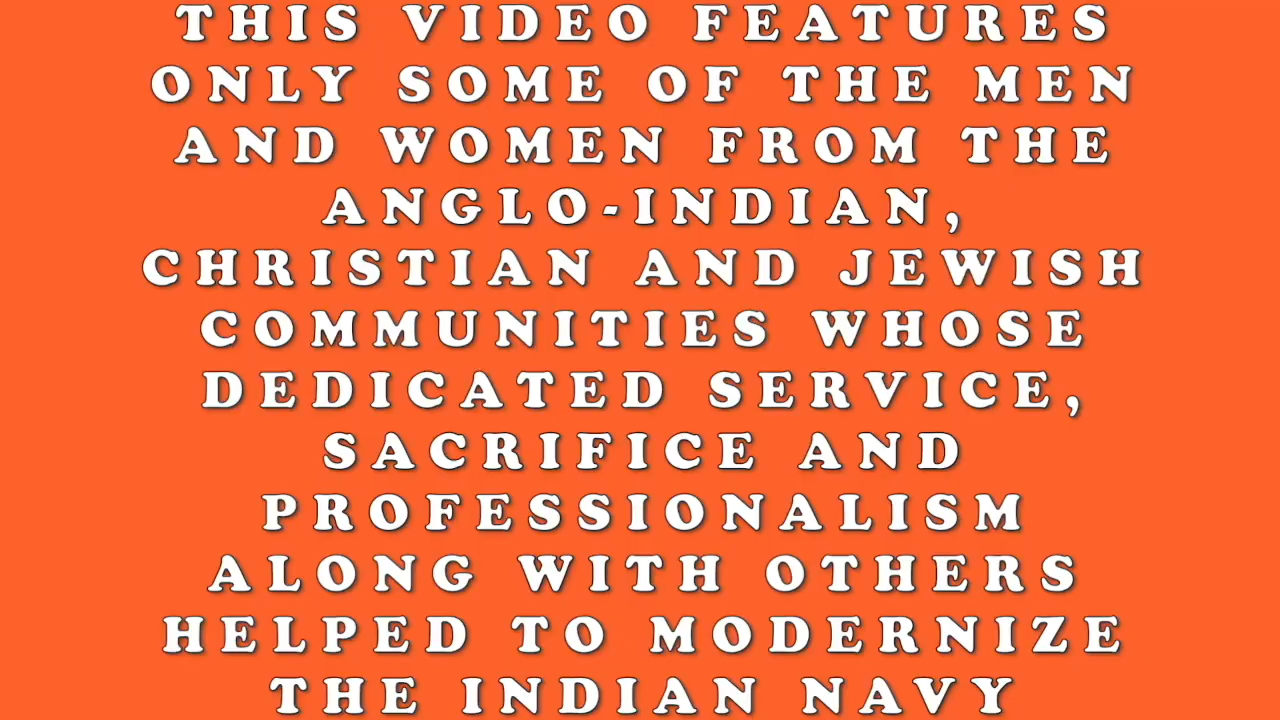 THIS VIDEO FEATURES
ONLY SOME OF THE MEN
AND WOMEN FROM THE
ANGLO-INDIAN,
CHRISTIAN AND JEWISH
COMMUNITIES WHOSE
DEDICATED SERVICE,
SACRIFICE AND
PROFESSIONALISM
ALONG WITH OTHERS
HELPED TO MODERNIZE
THE INDIAN NAVY